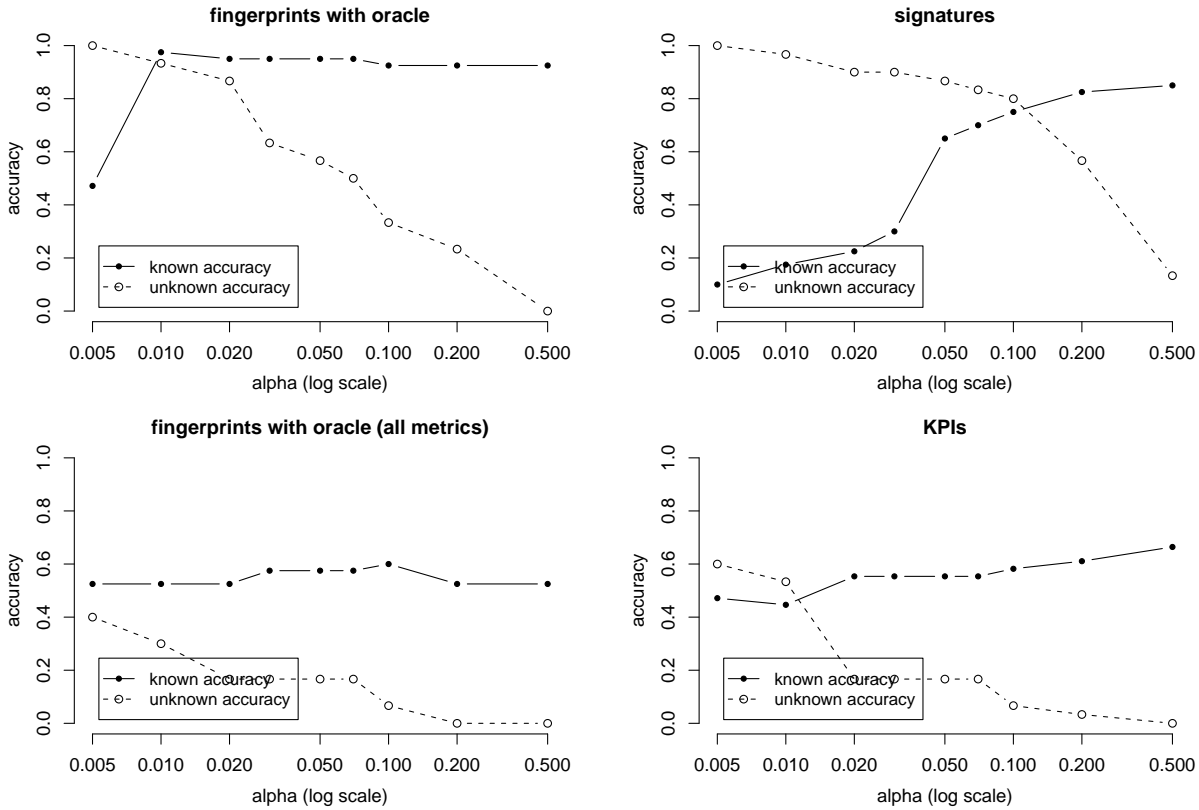 fingerprints with oracle
accuracy
0.0 0.2 0.4 0.6 0.8 1.0
known accuracy
unknown accuracy
0.005 0.010 0.020 0.050 0.100 0.200 0.500
alpha (log scale)
signatures
accuracy
0.0 0.2 0.4 0.6 0.8 1.0
known accuracy
unknown accuracy
0.005 0.010 0.020 0.050 0.100 0.200 0.500
alpha (log scale)
fingerprints with oracle (all metrics)
accuracy
0.0 0.2 0.4 0.6 0.8 1.0
known accuracy
unknown accuracy
0.005 0.010 0.020 0.050 0.100 0.200 0.500
alpha (log scale)
KPIs
accuracy
0.0 0.2 0.4 0.6 0.8 1.0
known accuracy
unknown accuracy
0.005 0.010 0.020 0.050 0.100 0.200 0.500
alpha (log scale)